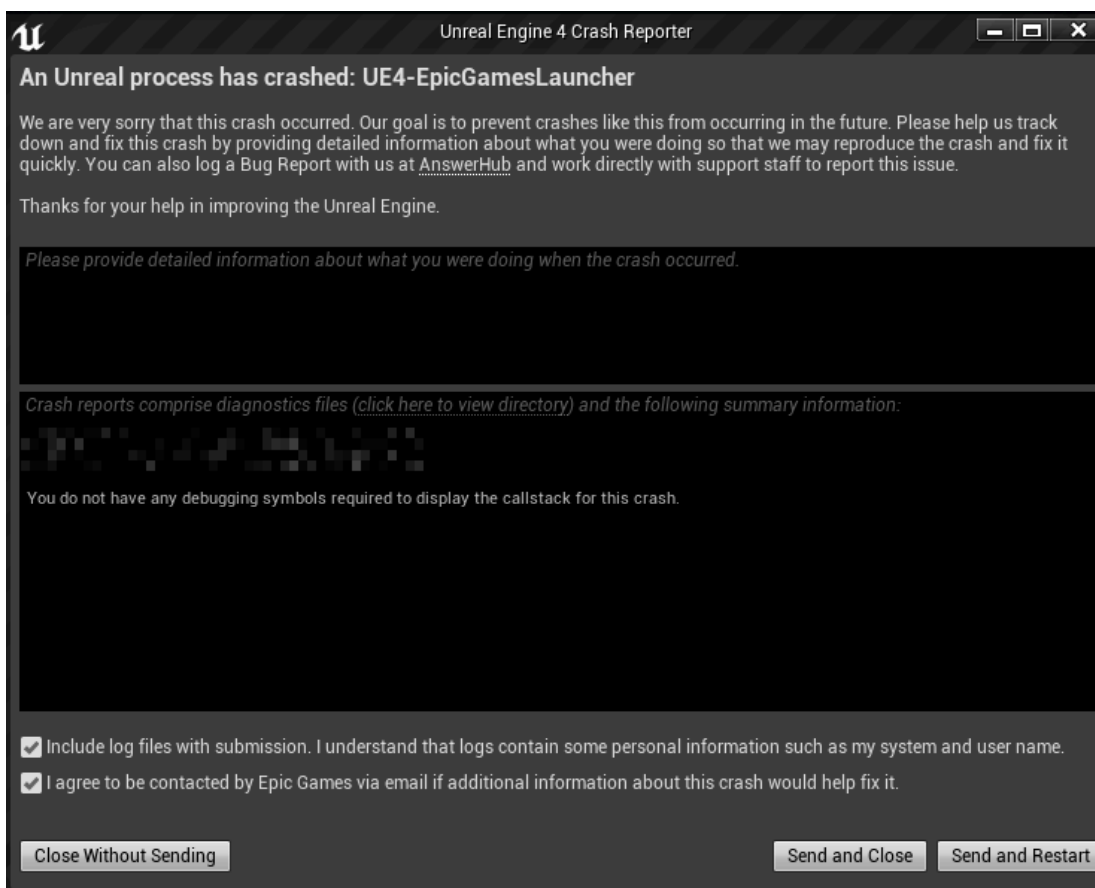 Unreal Engine 4 Crash Reporter
An Unreal process has crashed: UE4-EpicGamesLauncher
We are very sorry that this crash occurred. Our goal is to prevent crashes like this from occurring in the future. Please help us track
down and fix this crash by providing detailed information about what you were doing so that we may reproduce the crash and fix it
quickly. You can also log a Bug Report with us at AnswerHub and work directly with support staff to report this issue.
Thanks for your help in improving the Unreal Engine.
Please provide detailed information about what you were doing when the crash occurred.
Crash reports comprise diagnostics files (click here to view directory) and the following summary information:
You do not have any debugging symbols required to display the callstack for this crash.
Include log files with submission. I understand that logs contain some personal information such as my system and user name.
I agree to be contacted by Epic Games via email if additional information about this crash would help fix it.
Close Without Sending
Send and Close
Send and Restart